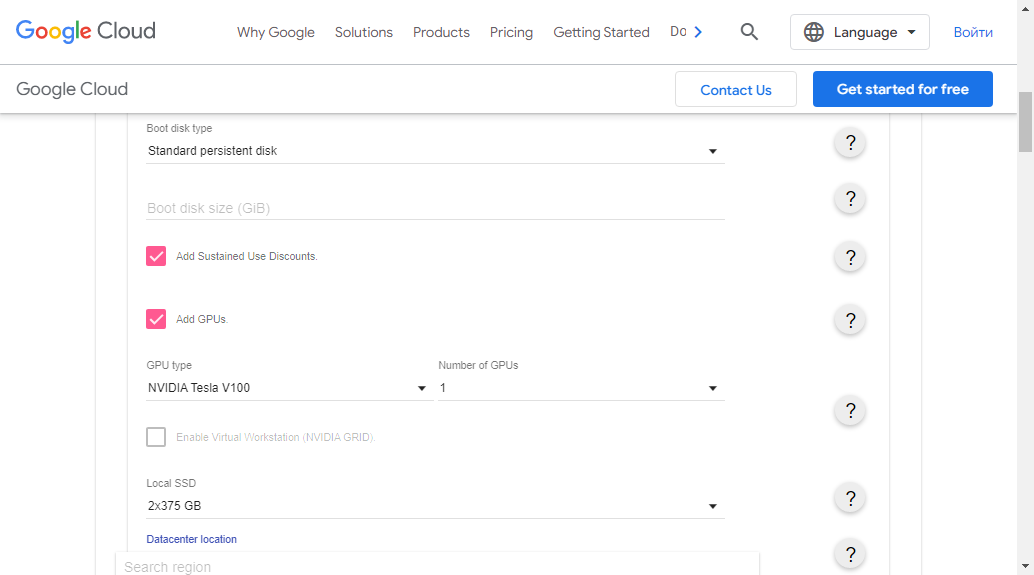 Google Cloud
Why Google Solutions Products Pricing Getting Started Do
Language
Войти
Google Cloud
Contact Us
Get started for free
Boot disk type
Standard persistent disk
?
Boot disk size (GiB)
?
Add Sustained Use Discounts.
?
Add GPUs.
?
GPU type
Number of GPUs
NVIDIA Tesla V100
1
?
Enable Virtual Workstation (NVIDIA GRID).
Local SSD
2x375 GB
?
Datacenter location
?
Search region